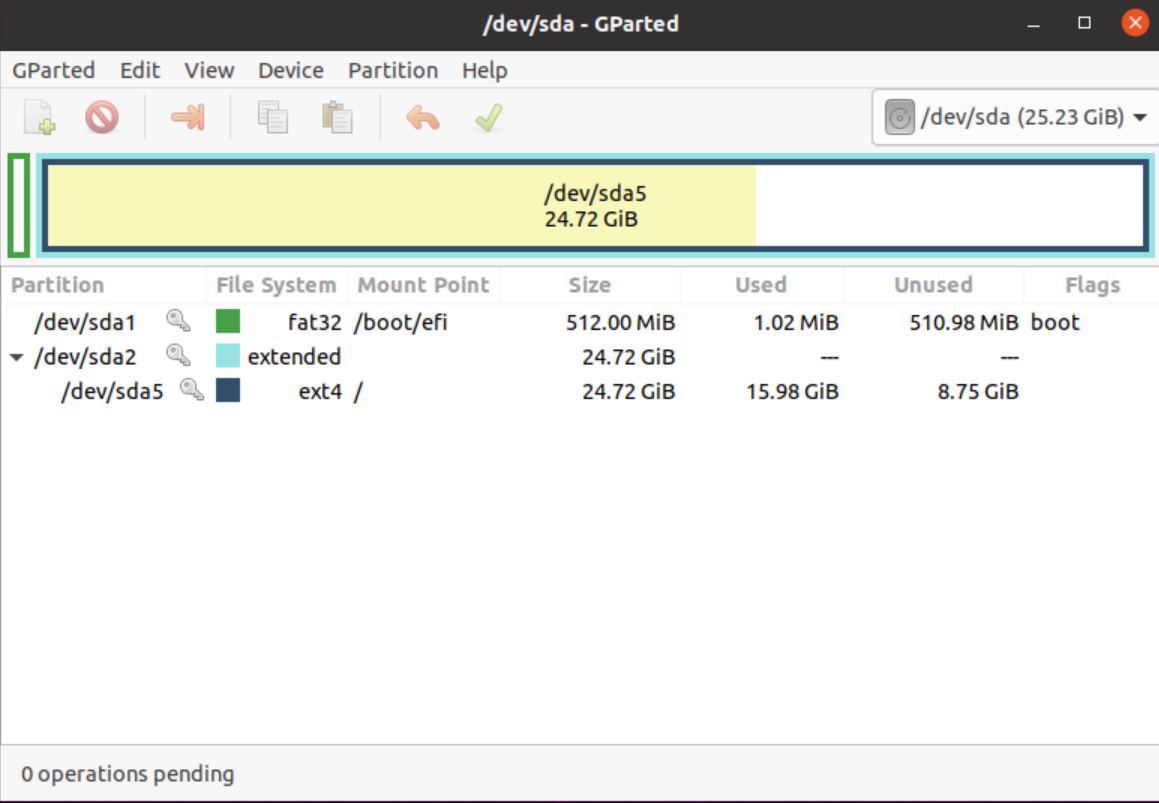 /dev/sda - GParted
GParted Edit View Device Partition Help
/dev/sda (25.23 GiB)
/dev/sda5
24.72 GiB
Partition File System Mount Point Size Used Unused Flags
/dev/sda1 fat32 /boot/efi 512.00 MiB 1.02 MiB 510.98 MiB boot
/dev/sda2 extended 24.72 GiB --- ---
/dev/sda5 ext4 / 24.72 GiB 15.98 GiB 8.75 GiB
0 operations pending